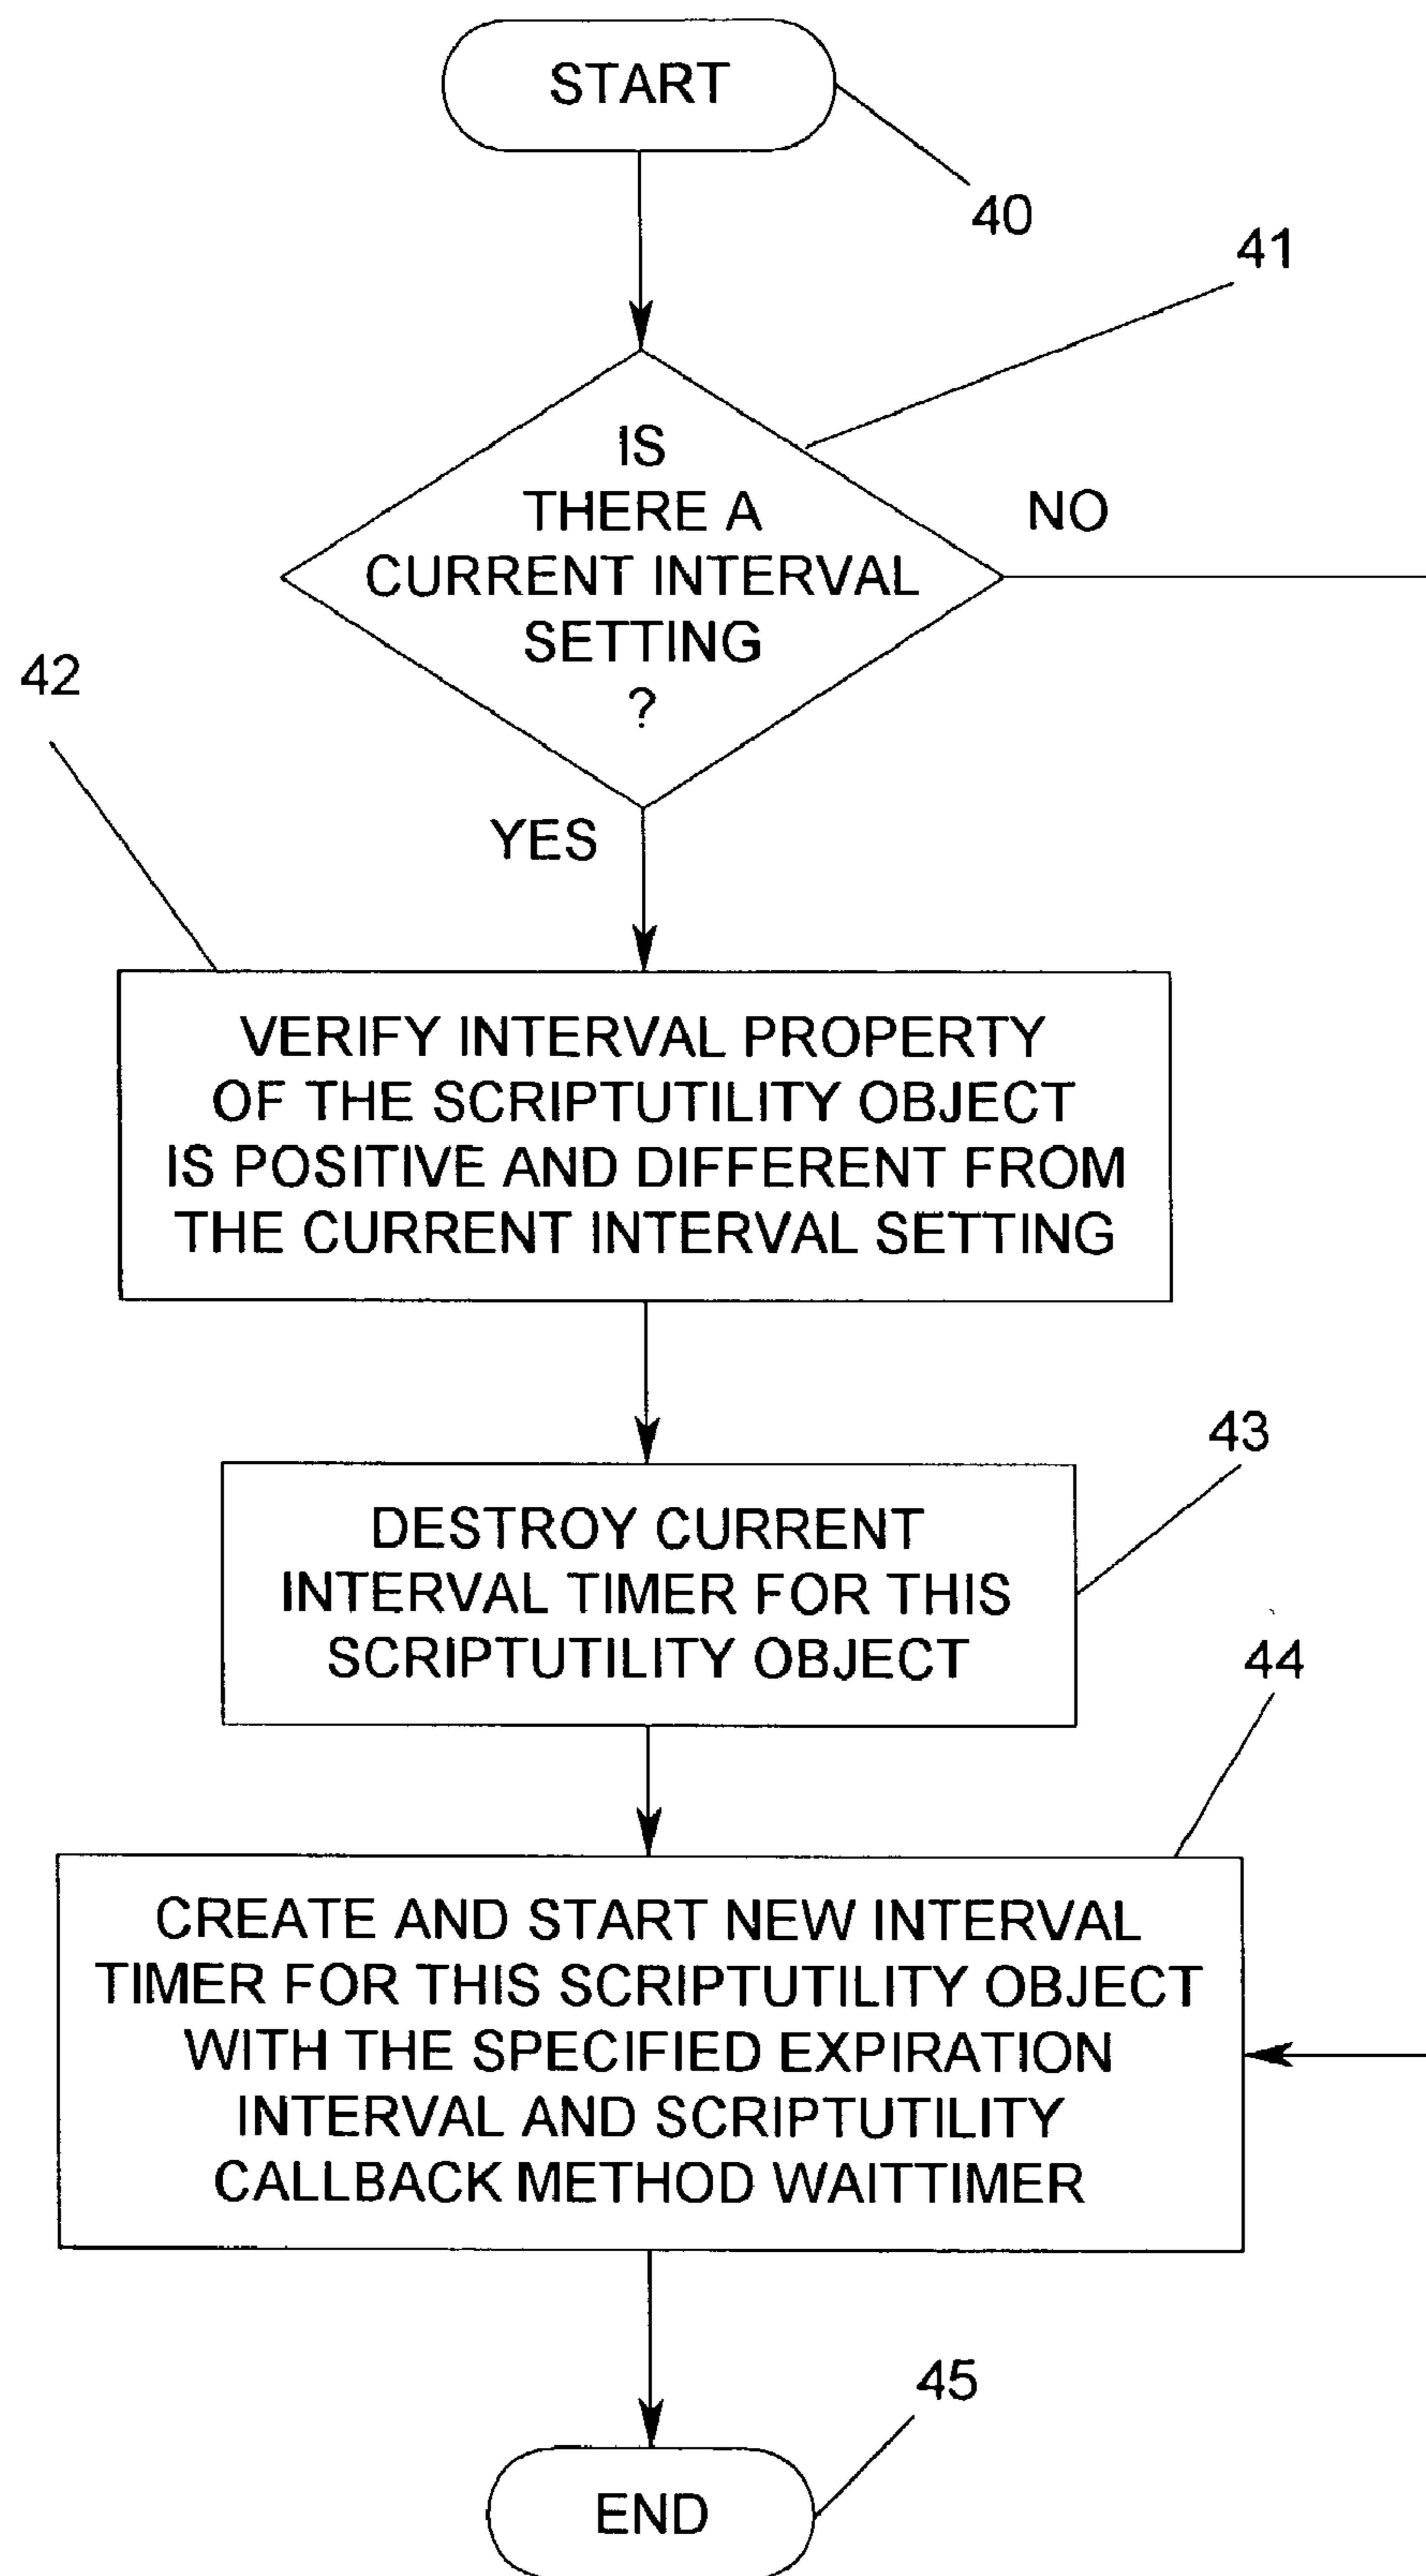 START
40
41
IS
THERE A
CURRENT INTERVAL
SETTING
?
NO
YES
42
VERIFY INTERVAL PROPERTY
OF THE SCRIPTUTILITY OBJECT
IS POSITIVE AND DIFFERENT FROM
THE CURRENT INTERVAL SETTING
43
DESTROY CURRENT
INTERVAL TIMER FOR THIS
SCRIPTUTILITY OBJECT
44
CREATE AND START NEW INTERVAL
TIMER FOR THIS SCRIPTUTILITY OBJECT
WITH THE SPECIFIED EXPIRATION
INTERVAL AND SCRIPTUTILITY
CALLBACK METHOD WAITTIMER
45
END